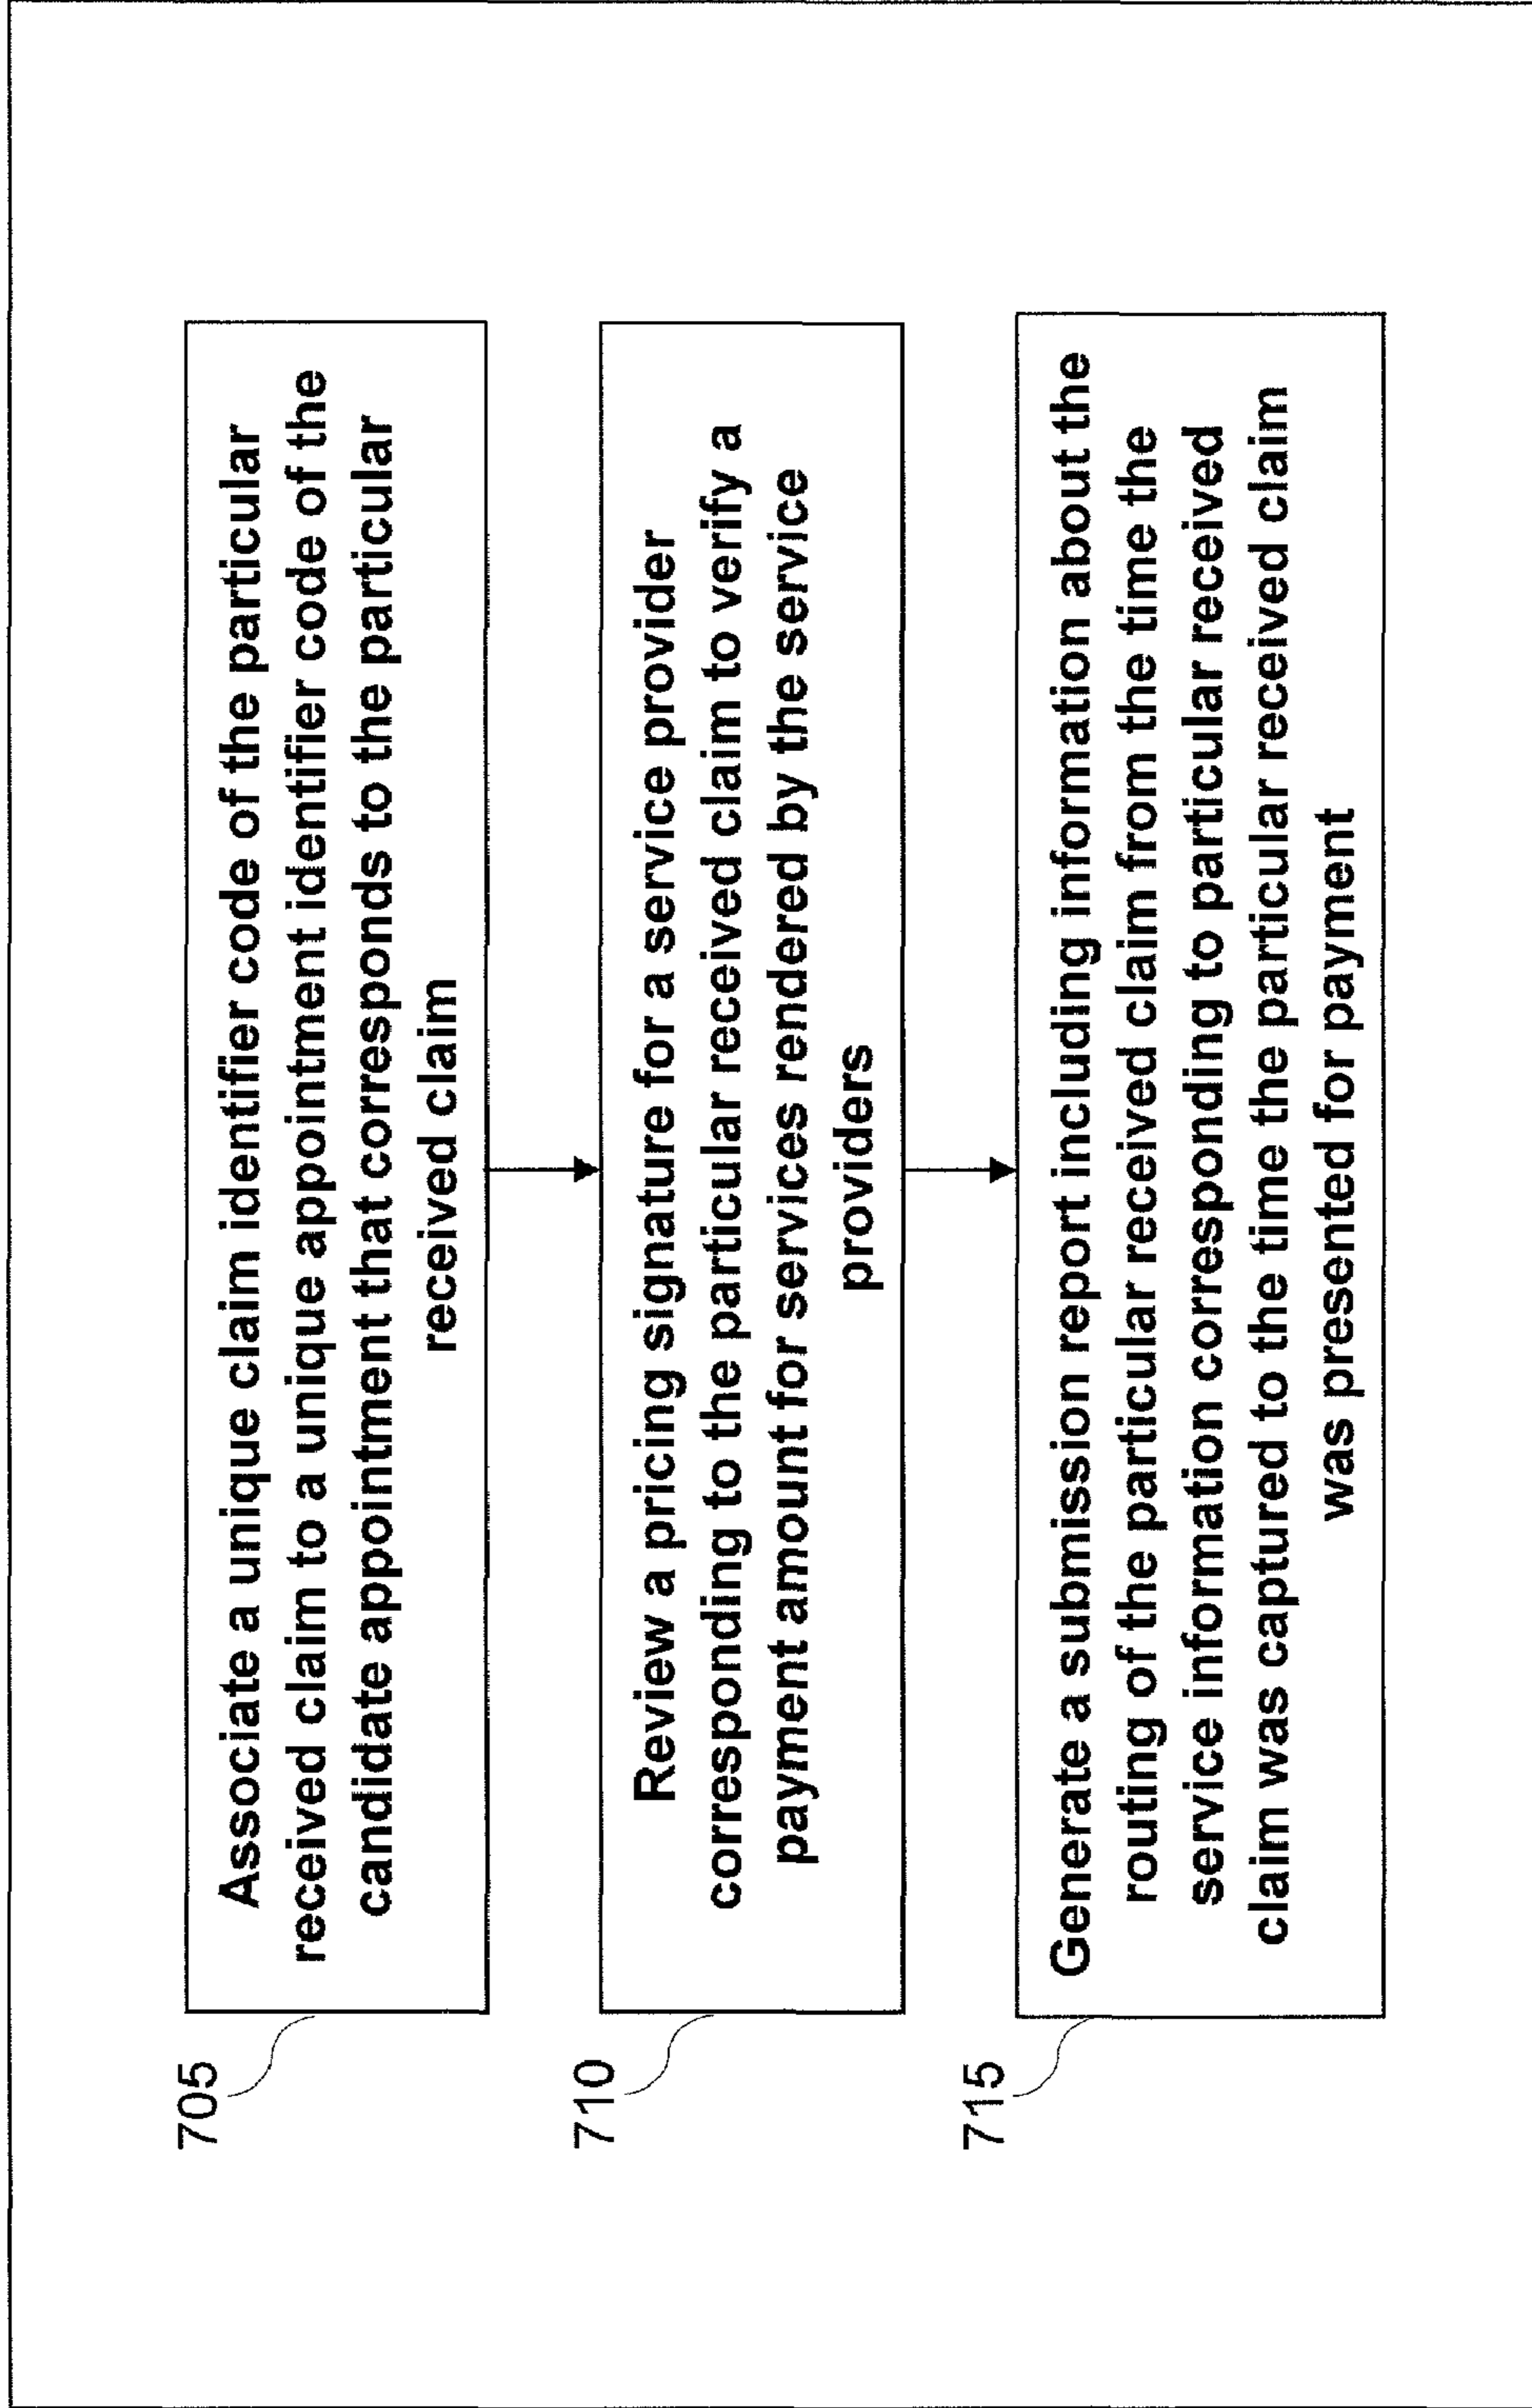 705
Associate a unique claim identifier code of the particular
received claim to a unique appointment identifier code of the
candidate appointment that corresponds to the particular
received claim
710
Review a pricing signature for a service provider
corresponding to the particular received claim to verify a
payment amount for services rendered by the service
providers
715
Generate a submission report including information about the
routing of the particular received claim from the time the
service information corresponding to particular received
claim was captured to the time the particular received claim
was presented for payment